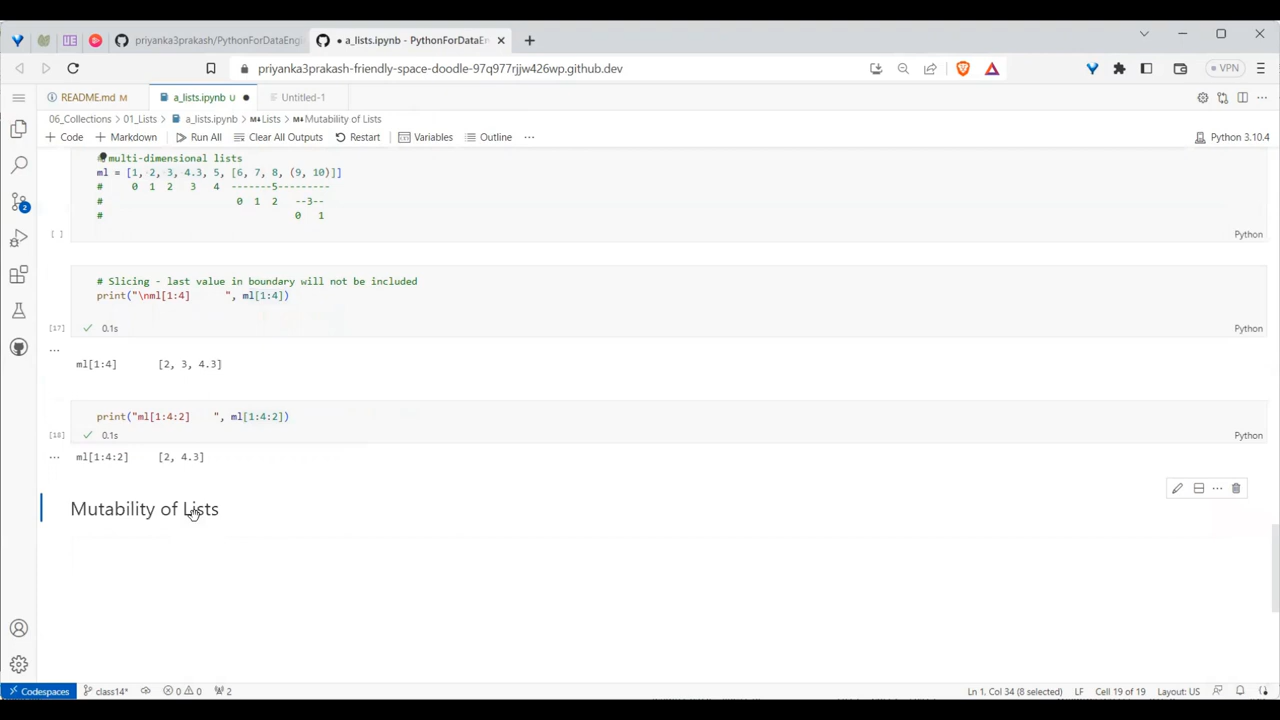 priyanka3prakash/PythonForDataEngi
a_lists.ipynb - PythonForDataEn
priyanka3prakash-friendly-space-doodle-97q977rjjw426wp.github.dev
VPN
README.md M
a_lists.ipynb U
Untitled-1
06_Collections > 01_Lists > a_lists.ipynb > Lists > Mutability of Lists
+ Code + Markdown Run All Clear All Outputs Restart Variables Outline ...
Python 3.10.4
multi-dimensional lists
ml = [1, 2, 3, 4.3, 5, [6, 7, 8, (9, 10)]]
# 0 1 2 3 4 -------5---------
# 0 1 2 --3--
# 0 1
[ ]
Python
# Slicing - last value in boundary will not be included
print("\nml[1:4] ", ml[1:4])
[17]
0.1s
Python
...
ml[1:4] [2, 3, 4.3]
print("ml[1:4:2] ", ml[1:4:2])
[18]
0.1s
Python
...
ml[1:4:2] [2, 4.3]
Mutability of Lists
2
Codespaces
class14*
0 0
2
Ln 1, Col 34 (8 selected)
LF
Cell 19 of 19
Layout: US